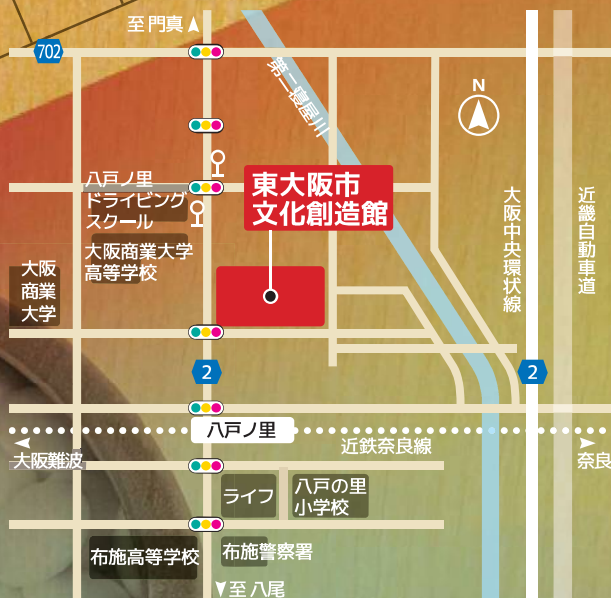 至 門真
702
第二寝屋川
N
八戸ノ里
ドライビング
スクール
東大阪市
文化創造館
大阪中央環状線
近畿自動車道
大阪商業大学
高等学校
大阪
商業
大学
2
2
八戸ノ里
近鉄奈良線
大阪難波
奈良
ライフ
八戸の里
小学校
布施高等学校
布施警察署
至 八尾